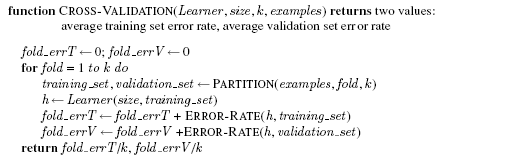 function CROSS-VALIDATION(Learner, size, k, examples) returns two values:
average training set error rate, average validation set error rate
fold_errT ← 0; fold_errV ← 0
for fold = 1 to k do
training_set, validation_set ← PARTITION(examples, fold, k)
h ← Learner(size, training_set)
fold_errT ← fold_errT + ERROR-RATE(h, training_set)
fold_errV ← fold_errV +ERROR-RATE(h, validation_set)
return fold_errT/k, fold_errV/k